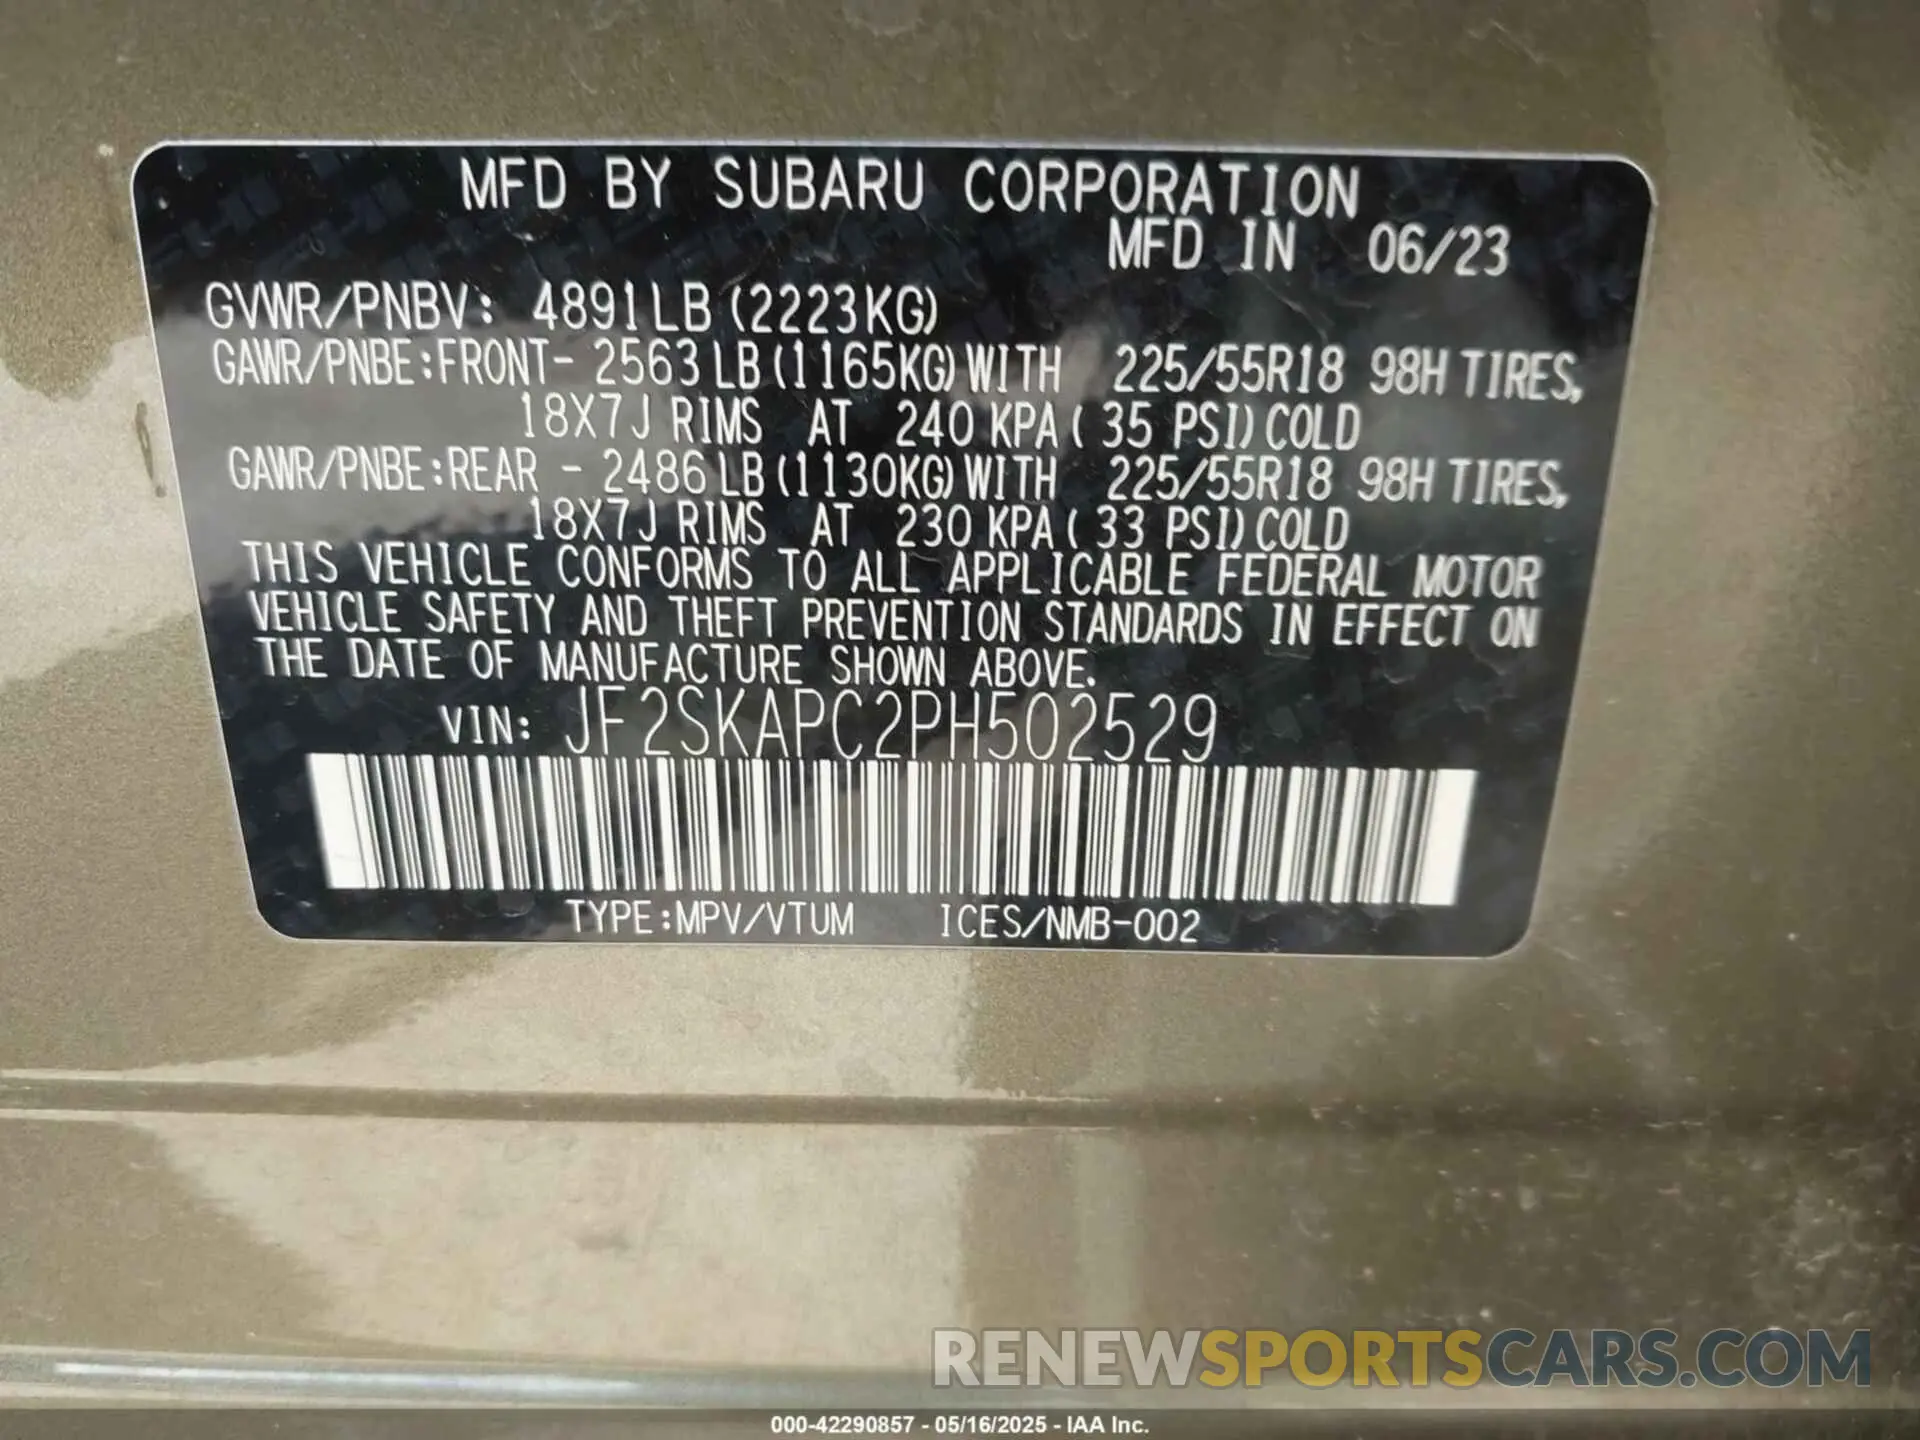 MFD BY SUBARU CORPORATION
MFD IN 06/23
GVWR/PNBV: 4891LB (2223KG)
GAWR/PNBE:FRONT- 2563 LB (1165KG) WITH 225/55R18 98H TIRES,
18X7J RIMS AT 240 KPA ( 35 PSI) COLD
GAWR/PNBE:REAR - 2486 LB (1130KG) WITH 225/55R18 98H TIRES,
18X7J RIMS AT 230 KPA ( 33 PSI) COLD
THIS VEHICLE CONFORMS TO ALL APPLICABLE FEDERAL MOTOR
VEHICLE SAFETY AND THEFT PREVENTION STANDARDS IN EFFECT ON
THE DATE OF MANUFACTURE SHOWN ABOVE.
VIN: JF2SKAPC2PH502529
TYPE:MPV/VTUM ICES/NMB-002
RENEWSPORTSCARS.COM
000-42290857 - 05/16/2025 - IAA Inc.